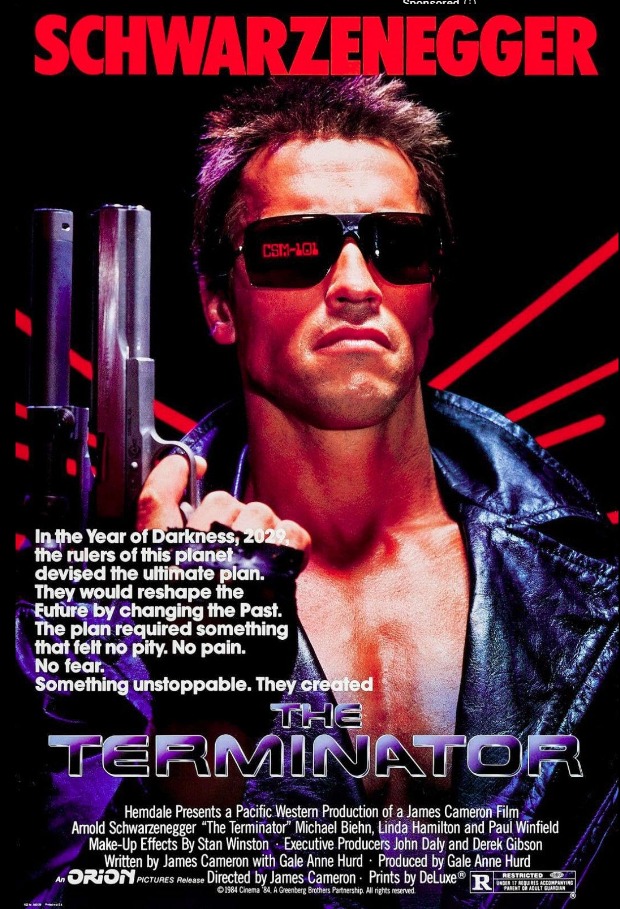 Sponsored
SCHWARZENEGGER
CSM-101
In the Year of Darkness, 2029,
the rulers of this planet
devised the ultimate plan.
They would reshape the
Future by changing the Past.
The plan required something
that felt no pity. No pain.
No fear.
Something unstoppable. They created
THE
TERMINATOR
Hemdale Presents a Pacific Western Production of a James Cameron Film
Arnold Schwarzenegger "The Terminator" Michael Biehn, Linda Hamilton and Paul Winfield
Make-Up Effects By Stan Winston · Executive Producers John Daly and Derek Gibson
Written by James Cameron with Gale Anne Hurd · Produced by Gale Anne Hurd
An ORION PICTURES Release Directed by James Cameron · Prints by DeLuxe®
©1984 Cinema '84. A Greenberg Brothers Partnership. All rights reserved.
R RESTRICTED
UNDER 17 REQUIRES ACCOMPANYING
PARENT OR ADULT GUARDIAN